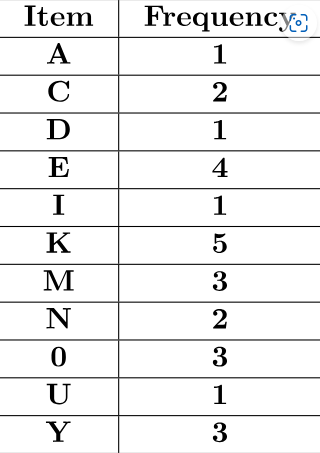 Item Frequency
A 1
C 2
D 1
E 4
I 1
K 5
M 3
N 2
0 3
U 1
Y 3